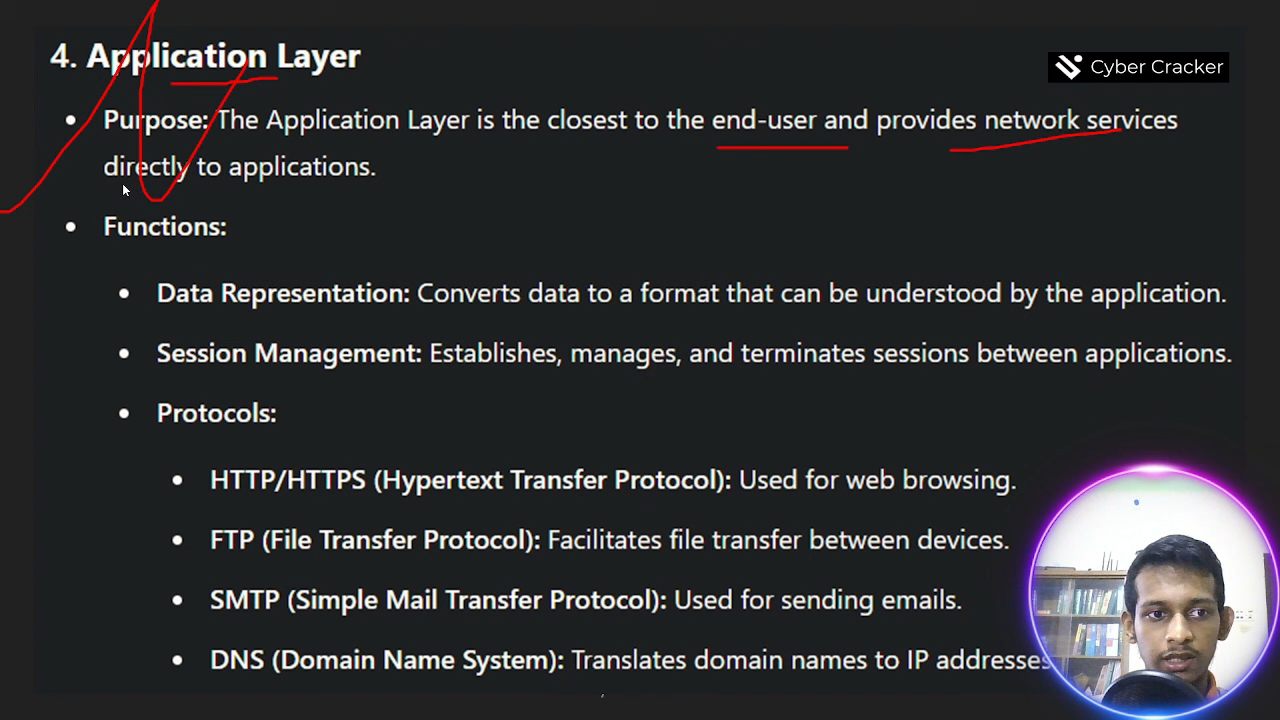 4. Application Layer
Cyber Cracker
• Purpose: The Application Layer is the closest to the end-user and provides network services
directly to applications.
• Functions:
• Data Representation: Converts data to a format that can be understood by the application.
• Session Management: Establishes, manages, and terminates sessions between applications.
• Protocols:
• HTTP/HTTPS (Hypertext Transfer Protocol): Used for web browsing.
• FTP (File Transfer Protocol): Facilitates file transfer between devices.
• SMTP (Simple Mail Transfer Protocol): Used for sending emails.
• DNS (Domain Name System): Translates domain names to IP addresses